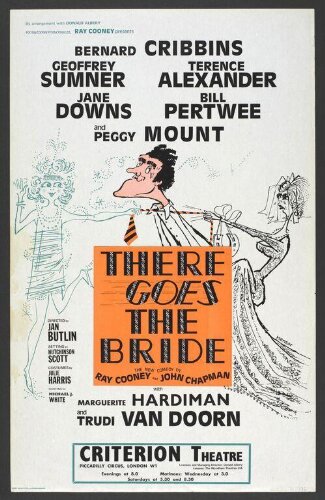 By arrangement with DONALD ALBERY
RAY COONEY presents
BERNARD CRIBBINS
GEOFFREY SUMNER
TERENCE ALEXANDER
JANE DOWNS
BILL PERTWEE
and PEGGY MOUNT
THERE
GOES
THE
BRIDE
THE NEW COMEDY BY
RAY COONEY AND JOHN CHAPMAN
DIRECTED BY
JAN
BUTLIN
SETTING BY
HUTCHINSON
SCOTT
COSTUMES BY
JULIE
HARRIS
MICHAEL J.
WHITE
with
MARGUERITE HARDIMAN
and TRUDI VAN DOORN
CRITERION THEATRE
PICCADILLY CIRCUS, LONDON W1
Evenings at 8.0 Matinees: Wednesday at 3.0
Saturdays at 5.30 and 8.30